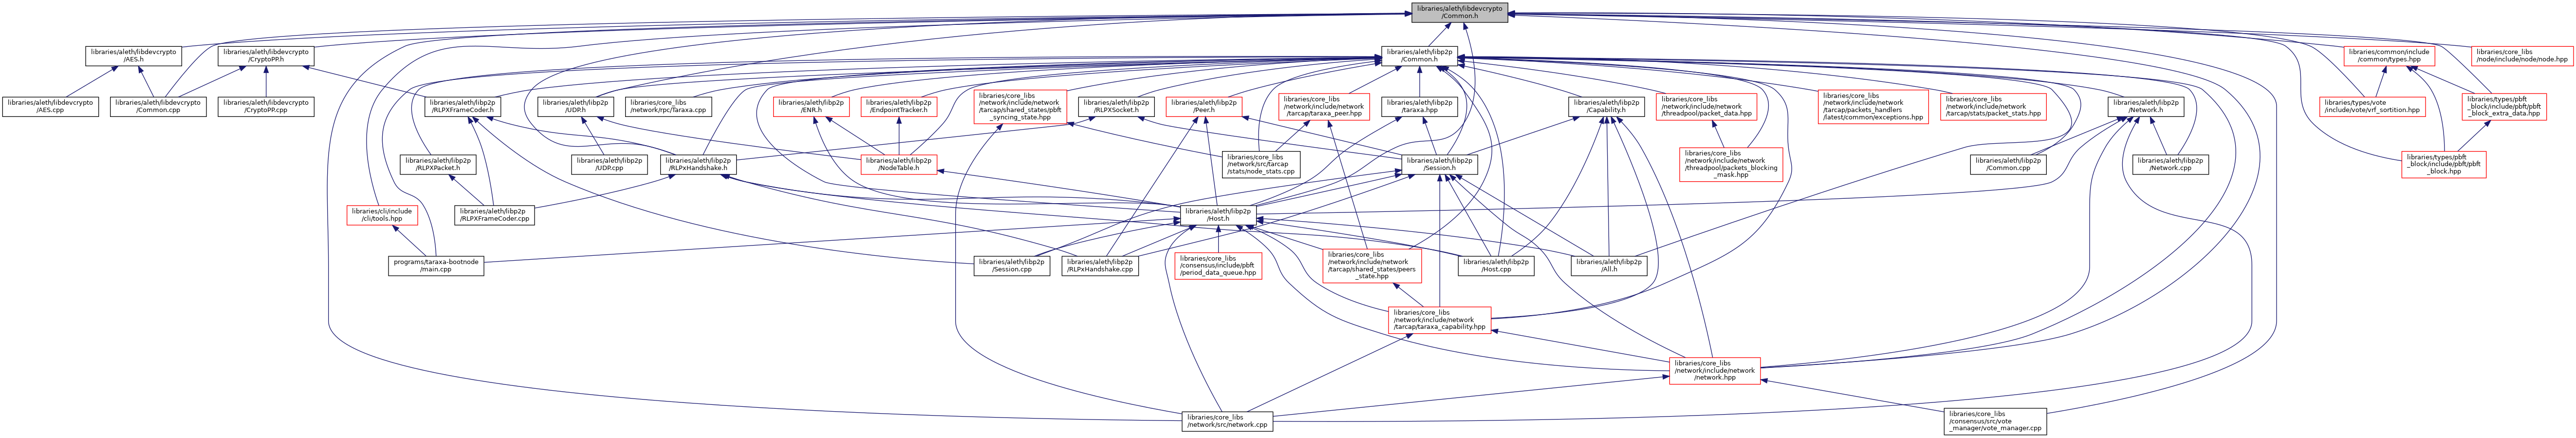 libraries/aleth/libdevcrypto
/Common.h
libraries/aleth/libdevcrypto
/AES.h
libraries/aleth/libdevcrypto
/CryptoPP.h
libraries/aleth/libp2p
/Common.h
libraries/common/include
/common/types.hpp
libraries/core_libs
/node/include/node/node.hpp
libraries/aleth/libdevcrypto
/AES.cpp
libraries/aleth/libdevcrypto
/Common.cpp
libraries/aleth/libdevcrypto
/CryptoPP.cpp
libraries/aleth/libp2p
/RLPXFrameCoder.h
libraries/aleth/libp2p
/UDP.h
libraries/core_libs
/network/rpc/Taraxa.cpp
libraries/aleth/libp2p
/ENR.h
libraries/aleth/libp2p
/EndpointTracker.h
libraries/core_libs
/network/include/network
/tarcap/shared_states/pbft
_syncing_state.hpp
libraries/aleth/libp2p
/RLPXSocket.h
libraries/aleth/libp2p
/Peer.h
libraries/core_libs
/network/include/network
/tarcap/taraxa_peer.hpp
libraries/aleth/libp2p
/taraxa.hpp
libraries/aleth/libp2p
/Capability.h
libraries/core_libs
/network/include/network
/threadpool/packet_data.hpp
libraries/core_libs
/network/include/network
/tarcap/packets_handlers
/latest/common/exceptions.hpp
libraries/core_libs
/network/include/network
/tarcap/stats/packet_stats.hpp
libraries/aleth/libp2p
/Network.h
libraries/types/vote
/include/vote/vrf_sortition.hpp
libraries/types/pbft
_block/include/pbft/pbft
_block_extra_data.hpp
libraries/aleth/libp2p
/RLPXPacket.h
libraries/aleth/libp2p
/UDP.cpp
libraries/aleth/libp2p
/RLPxHandshake.h
libraries/aleth/libp2p
/NodeTable.h
libraries/core_libs
/network/src/tarcap
/stats/node_stats.cpp
libraries/aleth/libp2p
/Session.h
libraries/core_libs
/network/include/network
/threadpool/packets_blocking
_mask.hpp
libraries/aleth/libp2p
/Common.cpp
libraries/aleth/libp2p
/Network.cpp
libraries/types/pbft
_block/include/pbft/pbft
_block.hpp
libraries/cli/include
/cli/tools.hpp
libraries/aleth/libp2p
/RLPXFrameCoder.cpp
libraries/aleth/libp2p
/Host.h
programs/taraxa-bootnode
/main.cpp
libraries/aleth/libp2p
/Session.cpp
libraries/aleth/libp2p
/RLPxHandshake.cpp
libraries/core_libs
/consensus/include/pbft
/period_data_queue.hpp
libraries/core_libs
/network/include/network
/tarcap/shared_states/peers
_state.hpp
libraries/aleth/libp2p
/Host.cpp
libraries/aleth/libp2p
/All.h
libraries/core_libs
/network/include/network
/tarcap/taraxa_capability.hpp
libraries/core_libs
/network/include/network
/network.hpp
libraries/core_libs
/network/src/network.cpp
libraries/core_libs
/consensus/src/vote
_manager/vote_manager.cpp